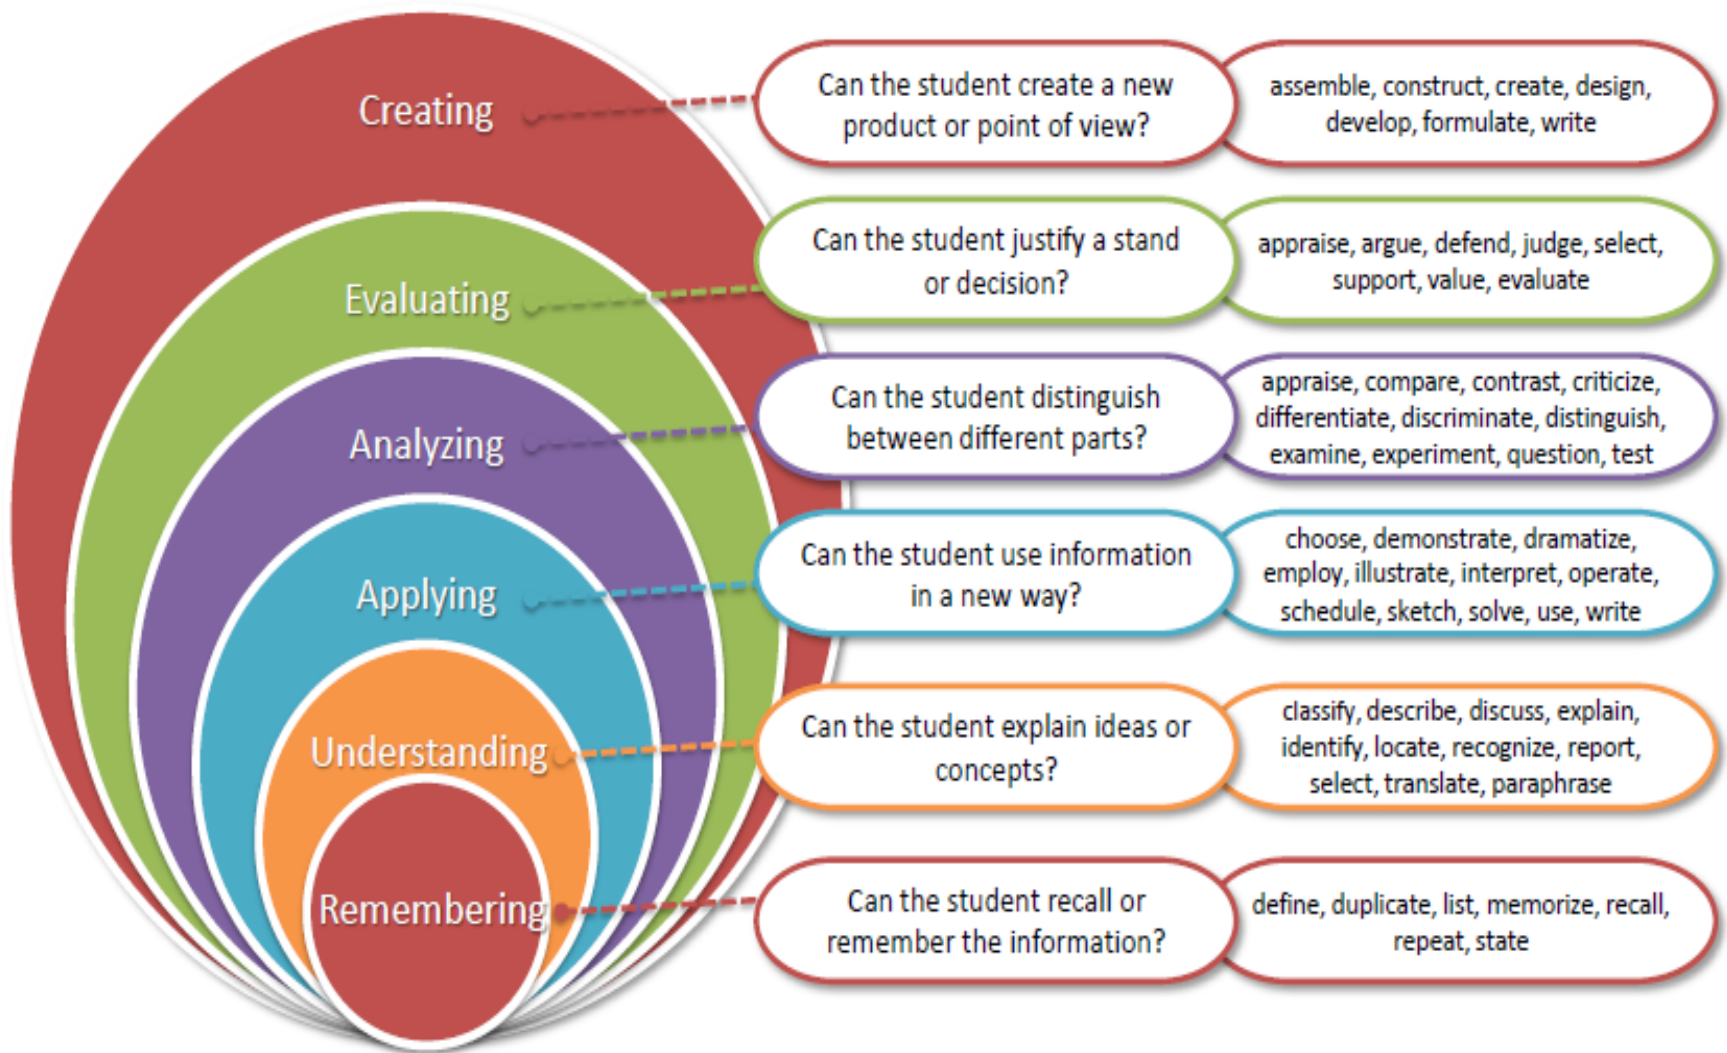 Creating
Can the student create a new
product or point of view?
assemble, construct, create, design,
develop, formulate, write
Evaluating
Can the student justify a stand
or decision?
appraise, argue, defend, judge, select,
support, value, evaluate
Analyzing
Can the student distinguish
between different parts?
appraise, compare, contrast, criticize,
differentiate, discriminate, distinguish,
examine, experiment, question, test
Applying
Can the student use information
in a new way?
choose, demonstrate, dramatize,
employ, illustrate, interpret, operate,
schedule, sketch, solve, use, write
Understanding
Can the student explain ideas or
concepts?
classify, describe, discuss, explain,
identify, locate, recognize, report,
select, translate, paraphrase
Remembering
Can the student recall or
remember the information?
define, duplicate, list, memorize, recall,
repeat, state